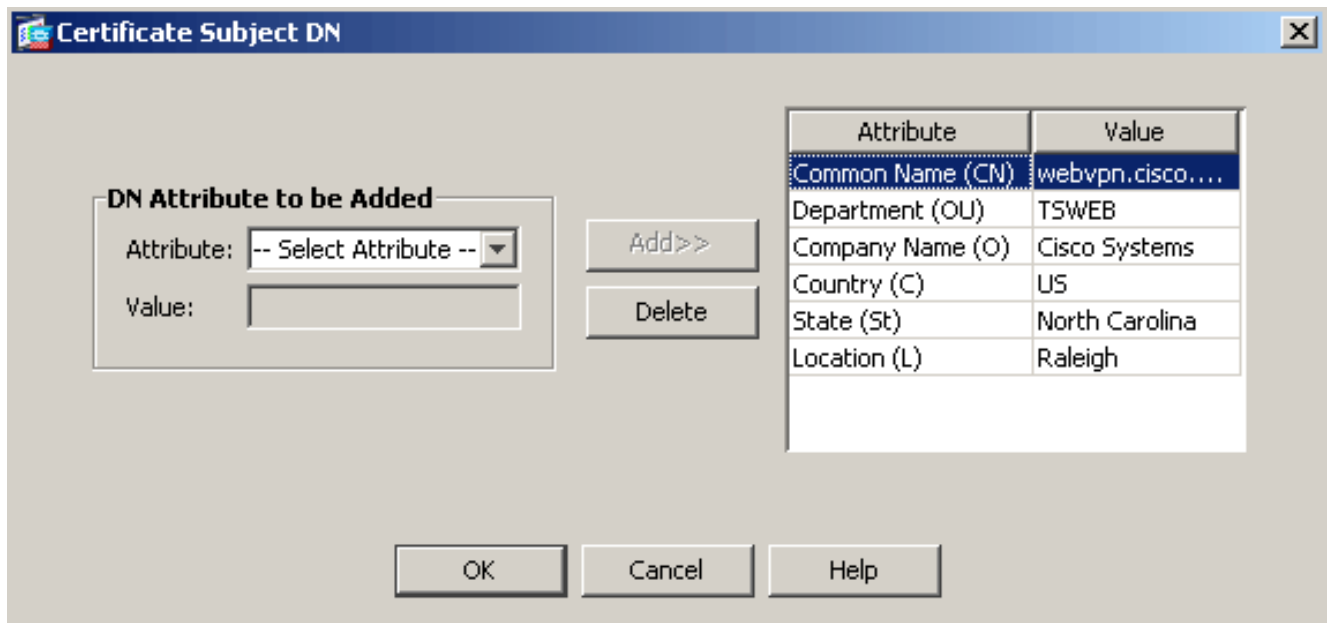 Certificate Subject DN
DN Attribute to be Added
Attribute: -- Select Attribute --
Value:
Add>>
Delete
Attribute Value
Common Name (CN) webvpn.cisco....
Department (OU) TSWEB
Company Name (O) Cisco Systems
Country (C) US
State (St) North Carolina
Location (L) Raleigh
OK Cancel Help